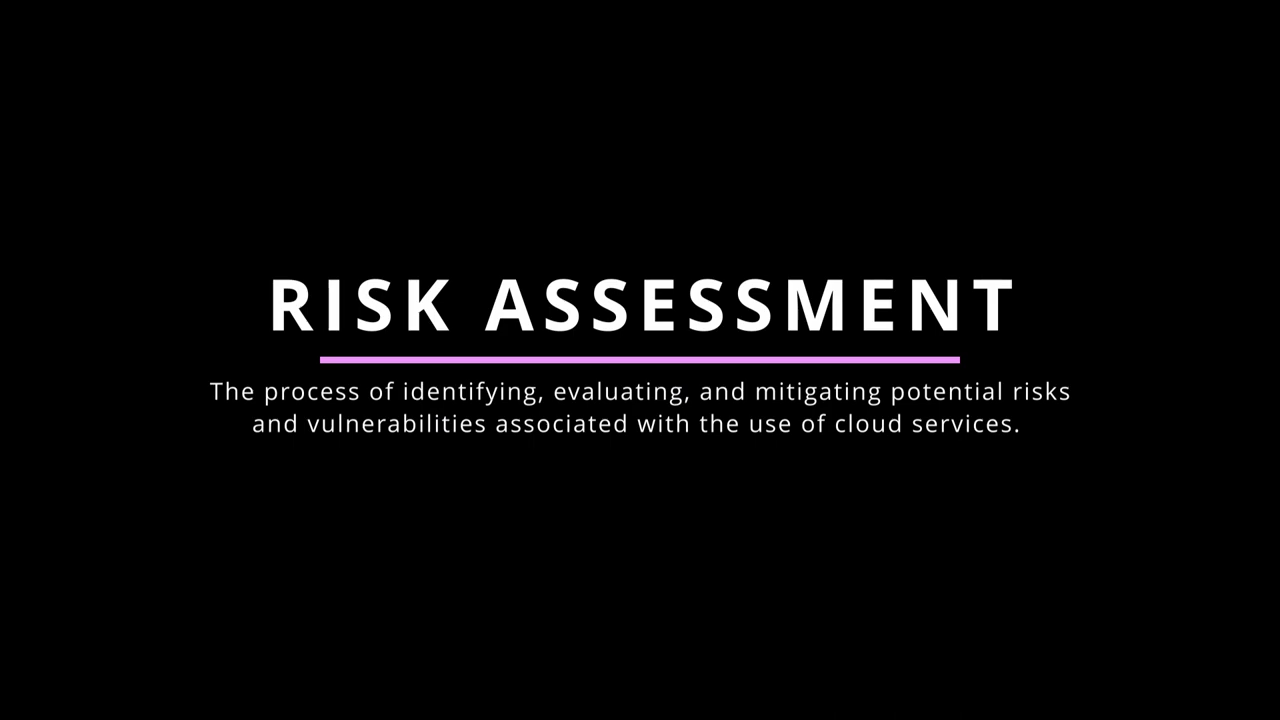 RISK ASSESSMENT
The process of identifying, evaluating, and mitigating potential risks
and vulnerabilities associated with the use of cloud services.